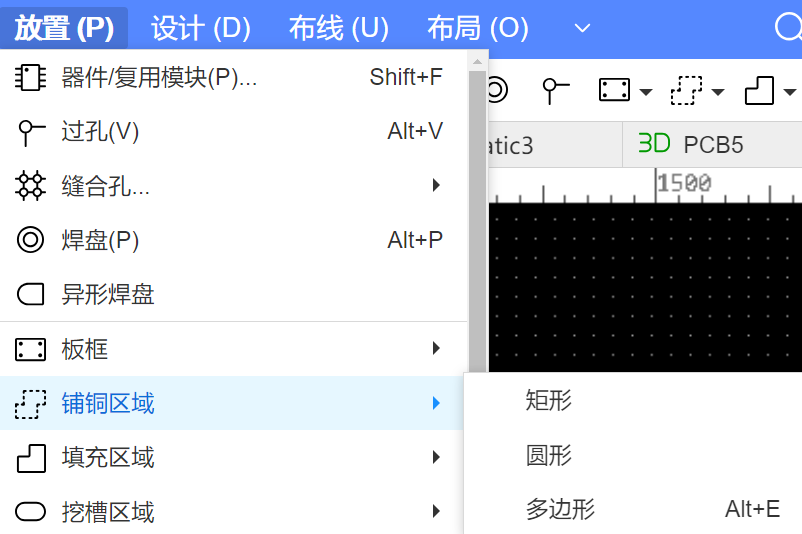 放置 (P) 设计 (D) 布线 (U) 布局 (O)
器件/复用模块(P)... Shift+F
过孔(V) Alt+V
缝合孔...
焊盘(P) Alt+P
异形焊盘
板框
铺铜区域
填充区域
挖槽区域
atic3 3D PCB5
1500
矩形
圆形
多边形 Alt+E